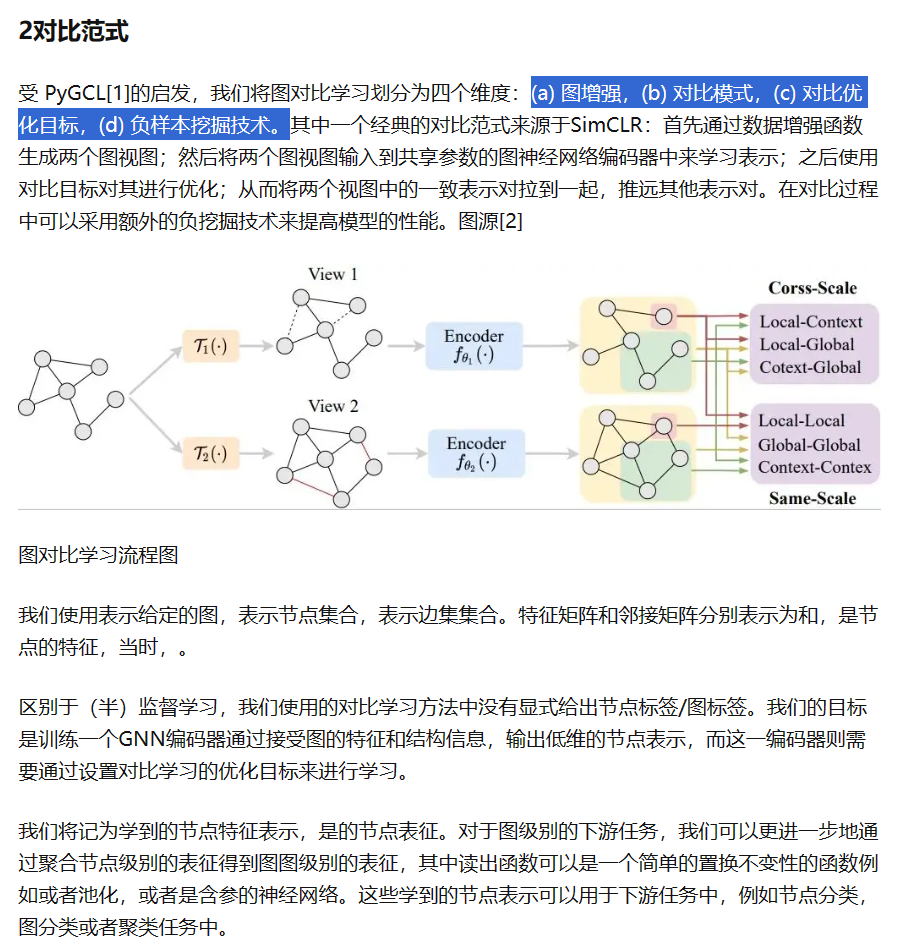 2对比范式
受 PyGCL[1]的启发，我们将图对比学习划分为四个维度：(a) 图增强，(b) 对比模式，(c) 对比优
化目标，(d) 负样本挖掘技术。其中一个经典的对比范式来源于SimCLR：首先通过数据增强函数
生成两个图视图；然后将两个图视图输入到共享参数的图神经网络编码器中来学习表示；之后使用
对比目标对其进行优化；从而将两个视图中的一致表示对拉到一起，推远其他表示对。在对比过程
中可以采用额外的负挖掘技术来提高模型的性能。图源[2]
View 1
T₁(·)
Encoder
fθ₁(·)
Corss-Scale
Local-Context
Local-Global
Cotext-Global
View 2
T₂(·)
Encoder
fθ₂(·)
Local-Local
Global-Global
Context-Contex
Same-Scale
图对比学习流程图
我们使用表示给定的图，表示节点集合，表示边集集合。特征矩阵和邻接矩阵分别表示为和，是节
点的特征，当时，。
区别于（半）监督学习，我们使用的对比学习方法中没有显式给出节点标签/图标签。我们的目标
是训练一个GNN编码器通过接受图的特征和结构信息，输出低维的节点表示，而这一编码器则需
要通过设置对比学习的优化目标来进行学习。
我们将记为学到的节点特征表示，是的节点表征。对于图级别的下游任务，我们可以更进一步地通
过聚合节点级别的表征得到图图级别的表征，其中读出函数可以是一个简单的置换不变性的函数例
如或者池化，或者是含参的神经网络。这些学到的节点表示可以用于下游任务中，例如节点分类，
图分类或者聚类任务中。